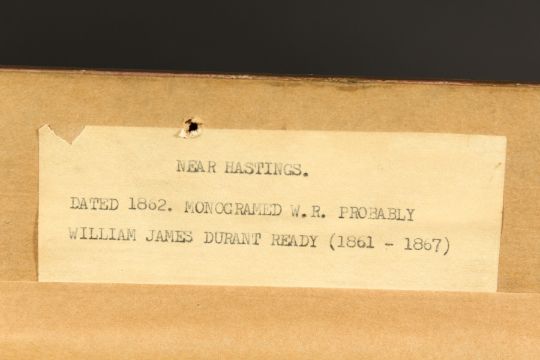 NEAR HASTINGS.
DATED 1862. MONOGRAMED W.R. PROBABLY
WILLIAM JAMES DURANT READY (1861 - 1867)